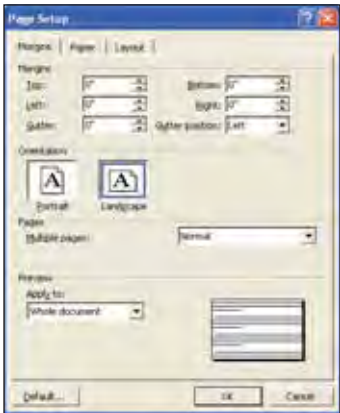 Page Setup
Margins Paper Layout
Margins
Top: 0" Bottom: 0"
Left: 0" Right: 0"
Gutter: 0" Gutter position: Left
Orientation
A A
Portrait Landscape
Pages
Multiple pages: Normal
Preview
Apply to:
Whole document
Default... OK Cancel